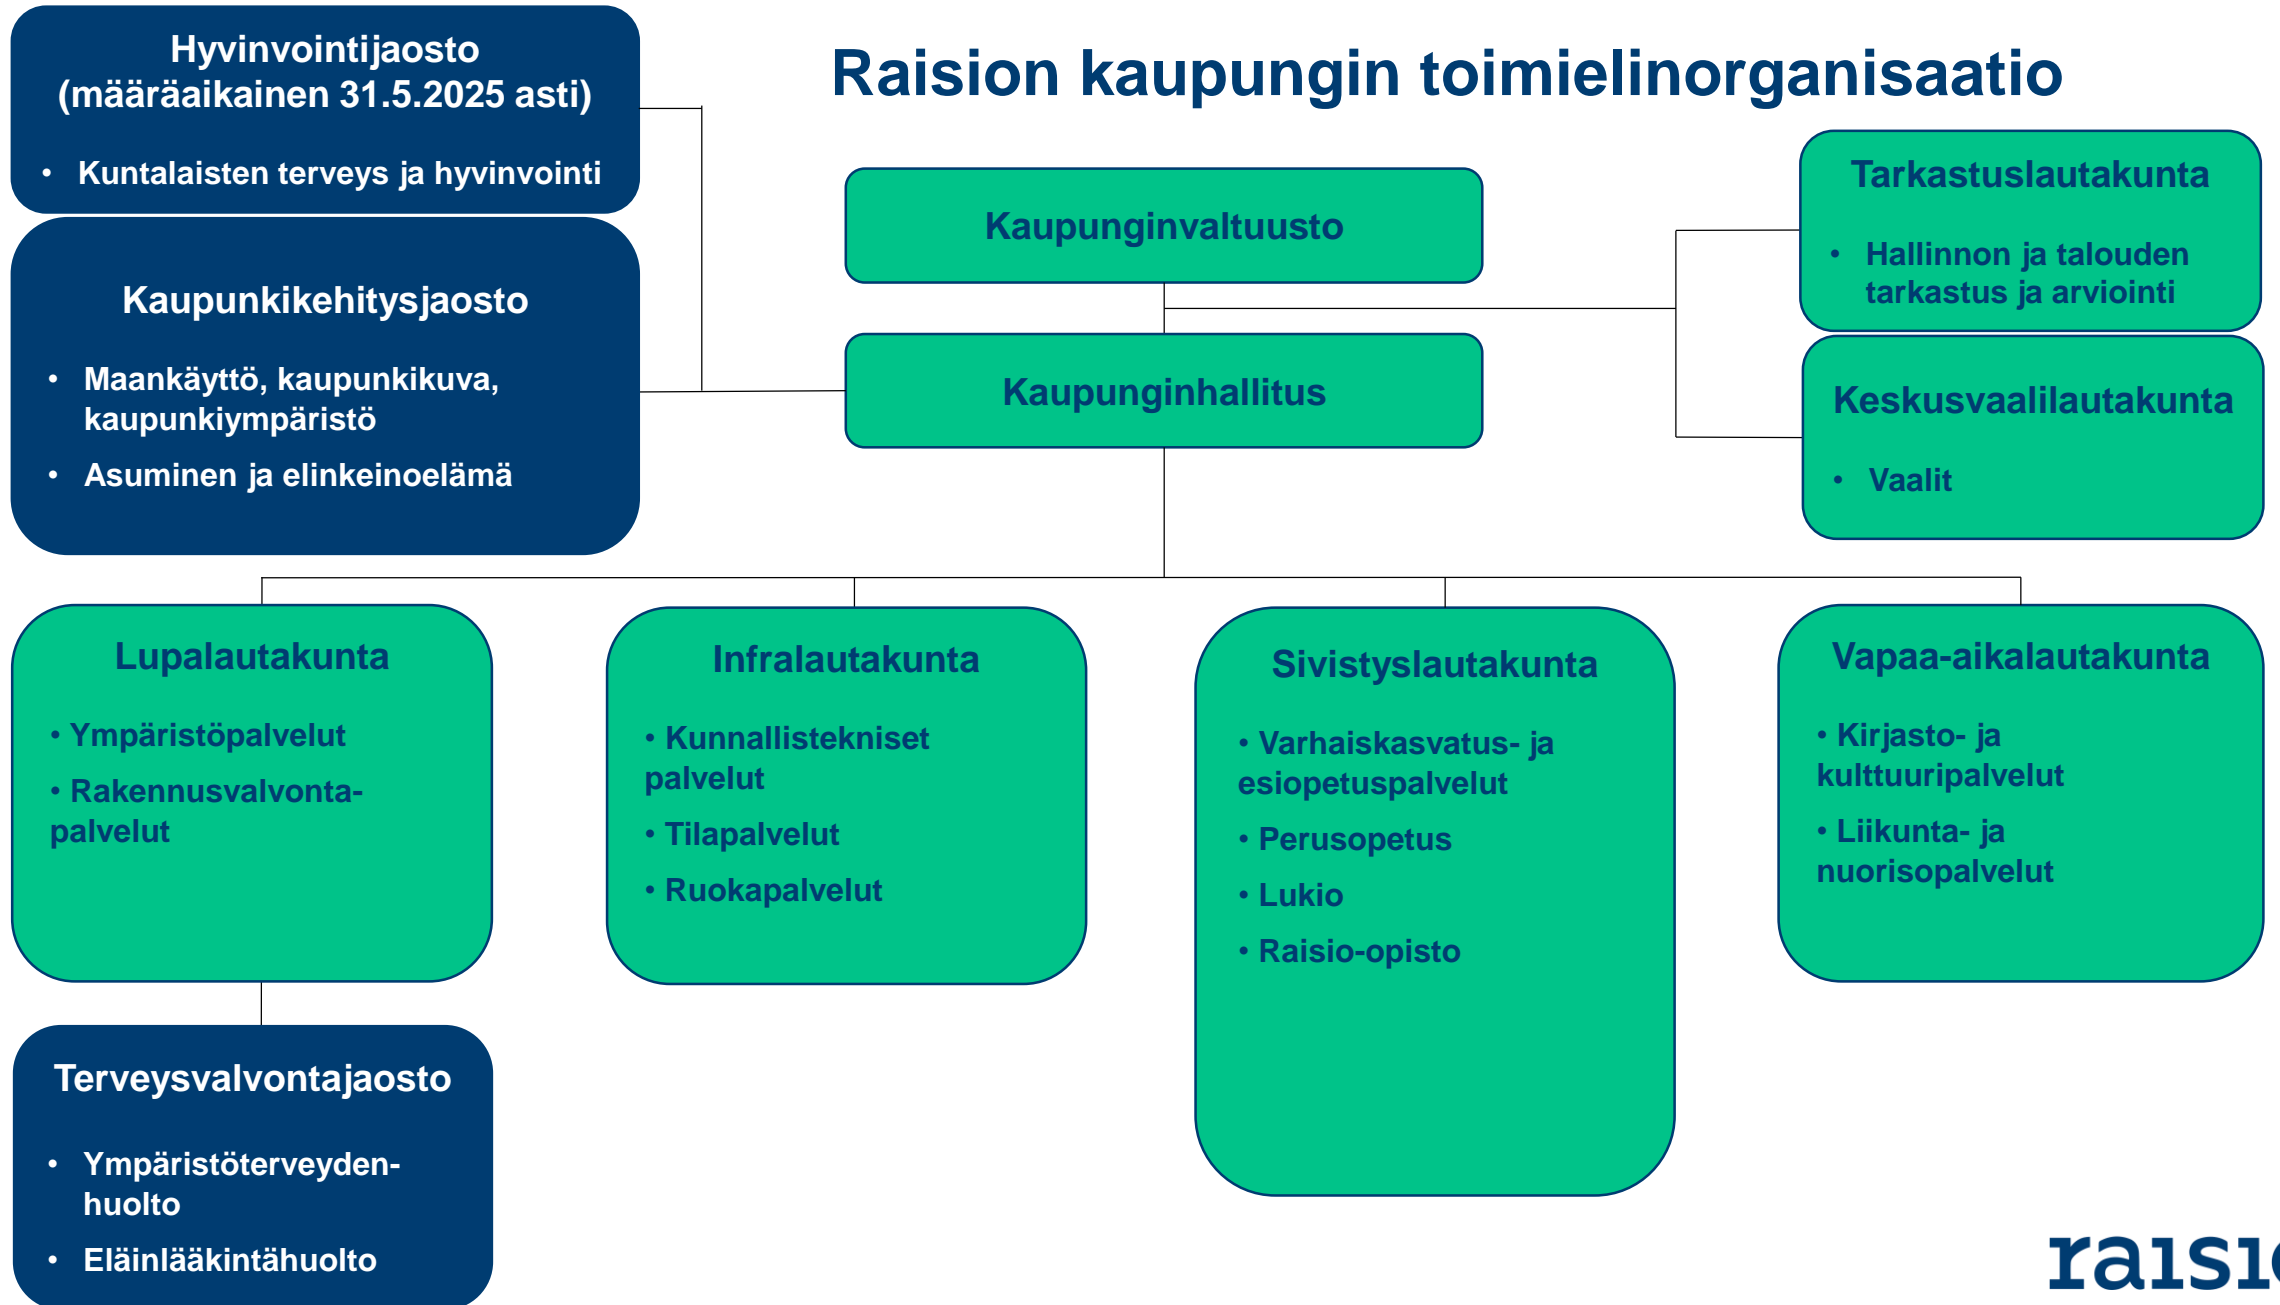 Raision kaupungin toimielinorganisaatio
Hyvinvointijaosto
(määräaikainen 31.5.2025 asti)
• Kuntalaisten terveys ja hyvinvointi
Kaupunkikehitysjaosto
• Maankäyttö, kaupunkikuva,
kaupunkiympäristö
• Asuminen ja elinkeinoelämä
Kaupunginvaltuusto
Kaupunginhallitus
Tarkastuslautakunta
• Hallinnon ja talouden
tarkastus ja arviointi
Keskusvaalilautakunta
• Vaalit
Lupalautakunta
• Ympäristöpalvelut
• Rakennusvalvonta-
palvelut
Infralautakunta
• Kunnallistekniset
palvelut
• Tilapalvelut
• Ruokapalvelut
Sivistyslautakunta
• Varhaiskasvatus- ja
esiopetuspalvelut
• Perusopetus
• Lukio
• Raisio-opisto
Vapaa-aikalautakunta
• Kirjasto- ja
kulttuuripalvelut
• Liikunta- ja
nuorisopalvelut
Terveysvalvontajaosto
• Ympäristöterveyden-
huolto
• Eläinlääkintähuolto
raisio